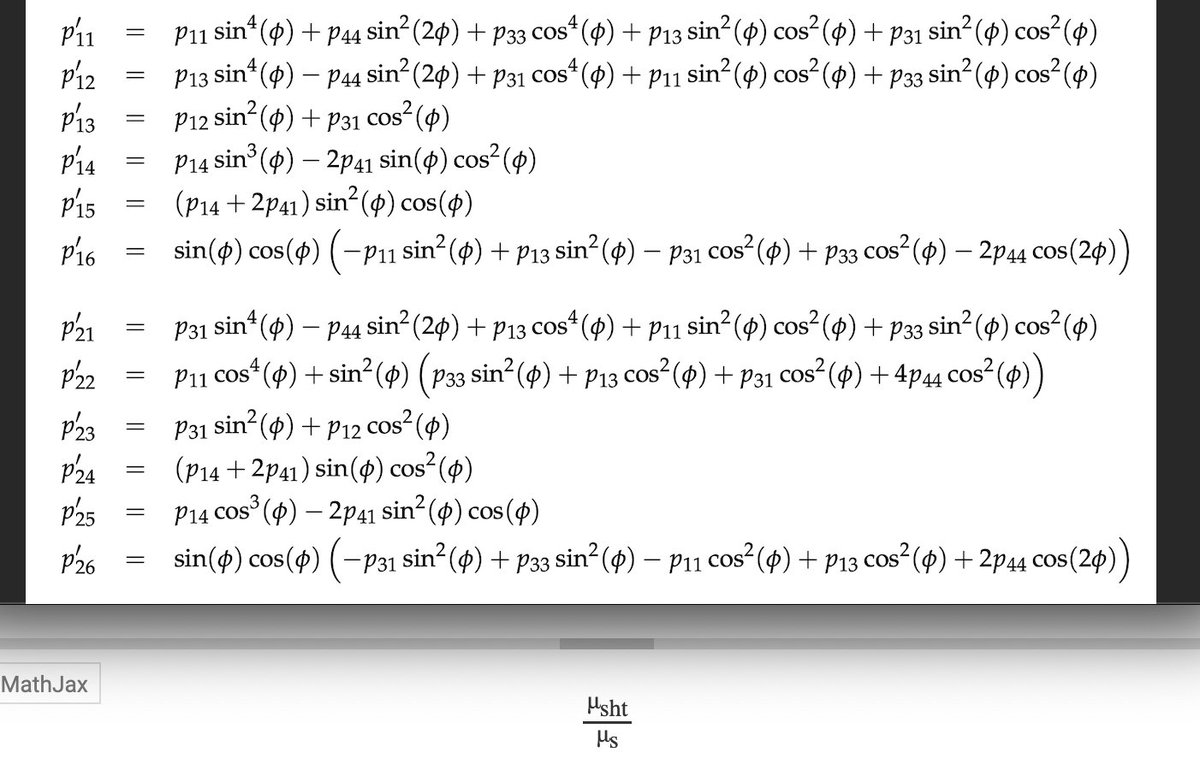 p′₁₁ = p₁₁ sin⁴(ϕ) + p₄₄ sin²(2ϕ) + p₃₃ cos⁴(ϕ) + p₁₃ sin²(ϕ) cos²(ϕ) + p₃₁ sin²(ϕ) cos²(ϕ)
p′₁₂ = p₁₃ sin⁴(ϕ) − p₄₄ sin²(2ϕ) + p₃₁ cos⁴(ϕ) + p₁₁ sin²(ϕ) cos²(ϕ) + p₃₃ sin²(ϕ) cos²(ϕ)
p′₁₃ = p₁₂ sin²(ϕ) + p₃₁ cos²(ϕ)
p′₁₄ = p₁₄ sin³(ϕ) − 2p₄₁ sin(ϕ) cos²(ϕ)
p′₁₅ = (p₁₄ + 2p₄₁) sin²(ϕ) cos(ϕ)
p′₁₆ = sin(ϕ) cos(ϕ) (−p₁₁ sin²(ϕ) + p₁₃ sin²(ϕ) − p₃₁ cos²(ϕ) + p₃₃ cos²(ϕ) − 2p₄₄ cos(2ϕ))
p′₂₁ = p₃₁ sin⁴(ϕ) − p₄₄ sin²(2ϕ) + p₁₃ cos⁴(ϕ) + p₁₁ sin²(ϕ) cos²(ϕ) + p₃₃ sin²(ϕ) cos²(ϕ)
p′₂₂ = p₁₁ cos⁴(ϕ) + sin²(ϕ) (p₃₃ sin²(ϕ) + p₁₃ cos²(ϕ) + p₃₁ cos²(ϕ) + 4p₄₄ cos²(ϕ))
p′₂₃ = p₃₁ sin²(ϕ) + p₁₂ cos²(ϕ)
p′₂₄ = (p₁₄ + 2p₄₁) sin(ϕ) cos²(ϕ)
p′₂₅ = p₁₄ cos³(ϕ) − 2p₄₁ sin²(ϕ) cos(ϕ)
p′₂₆ = sin(ϕ) cos(ϕ) (−p₃₁ sin²(ϕ) + p₃₃ sin²(ϕ) − p₁₁ cos²(ϕ) + p₁₃ cos²(ϕ) + 2p₄₄ cos(2ϕ))
MathJax
μsht
μs